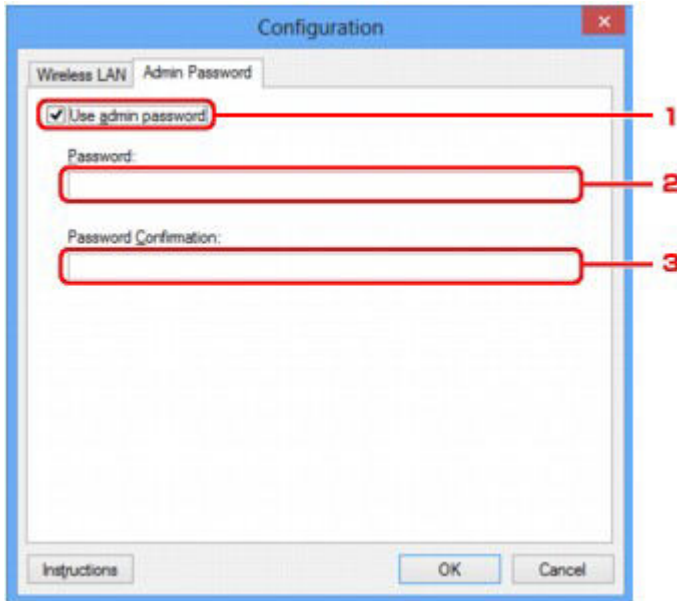 Configuration
Wireless LAN Admin Password
Use admin password 1
Password:
2
Password Confirmation:
3
Instructions OK Cancel